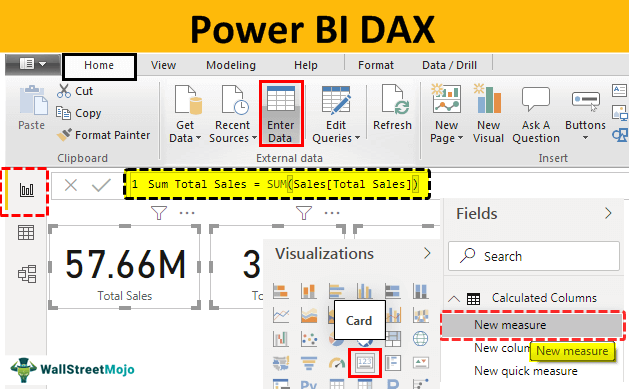 Power BI DAX
Home View Modeling Help Format Data / Drill
Paste
Cut
Copy
Format Painter
Clipboard
Get Data
Recent Sources
Enter Data
Edit Queries
Refresh
External data
New Page
New Visual
Ask A Question
Buttons
Insert
1 Sum Total Sales = SUM(Sales[Total Sales])
57.66M
Total Sales
3
To
Visualizations
Card
123
Py
Fields
Search
Calculated Columns
New measure
New colum
New measure
New quick measure
WallStreetMojo